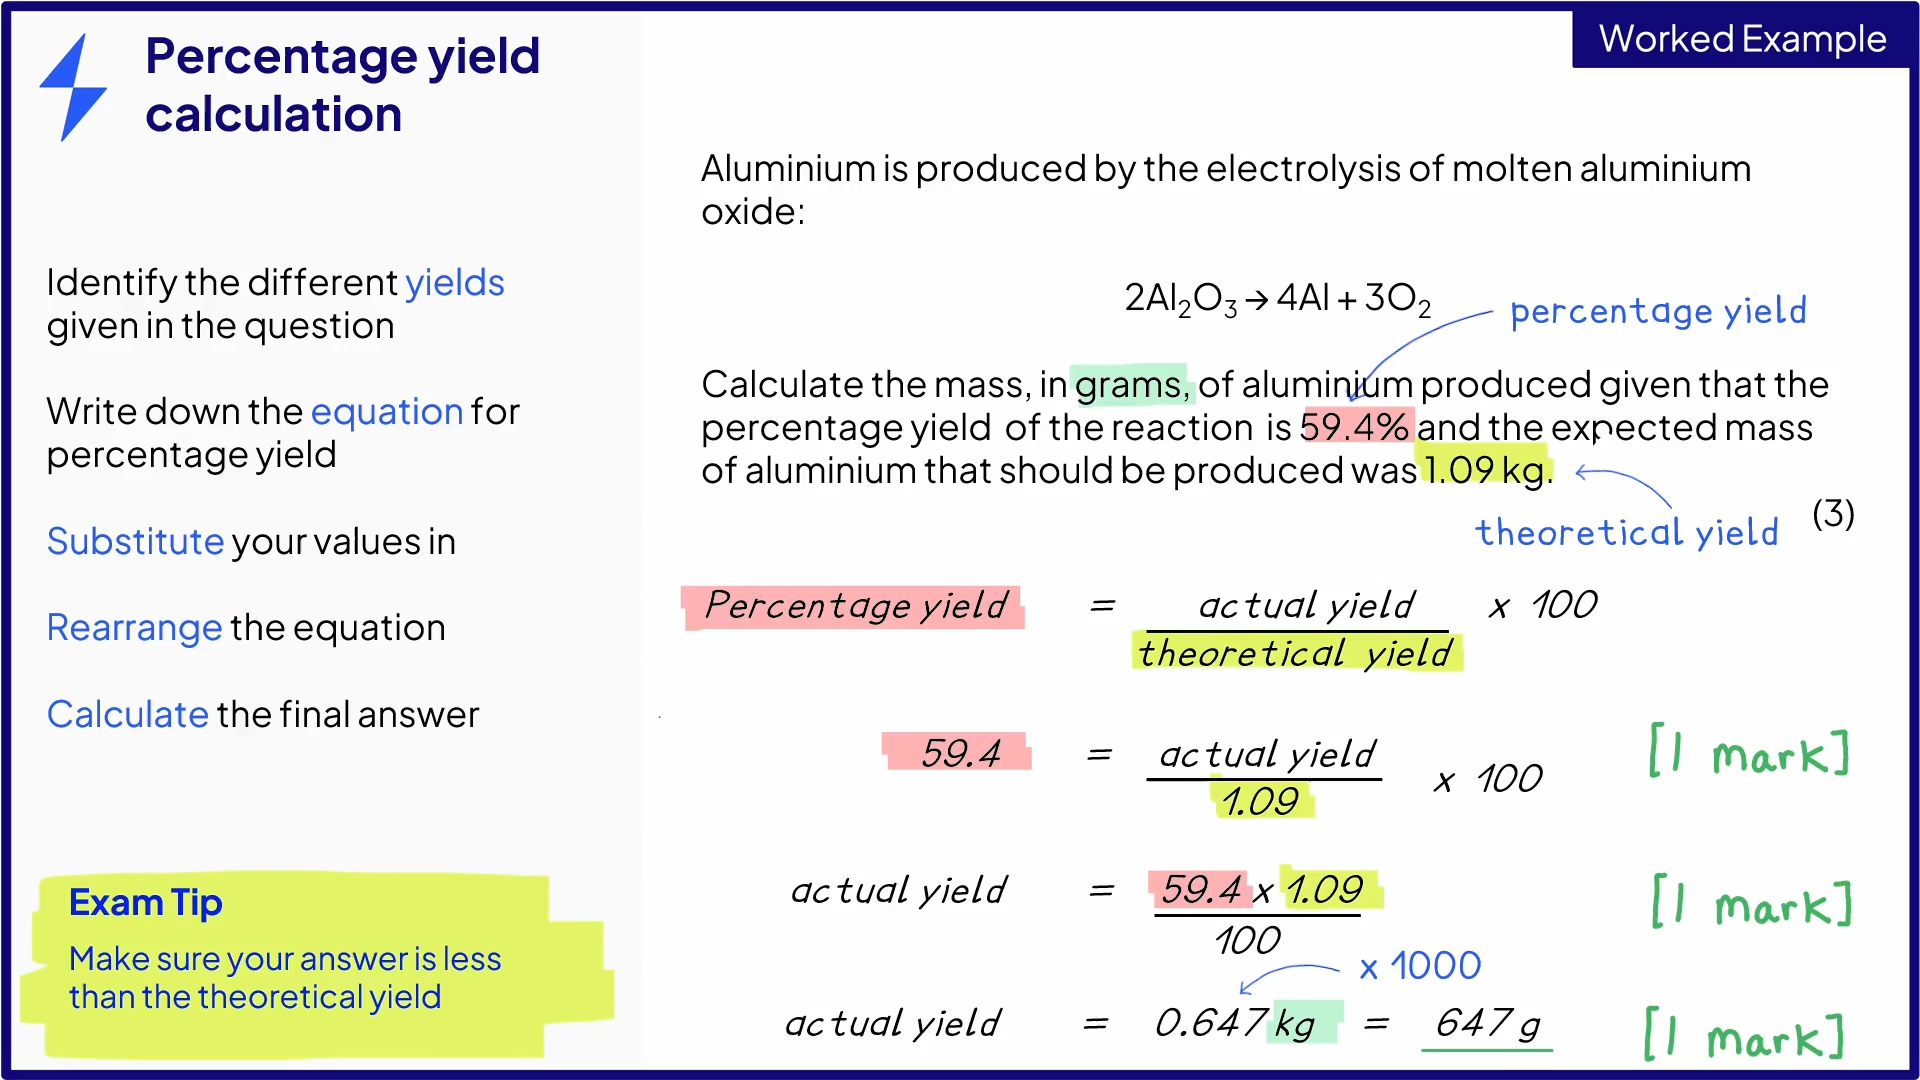 Worked Example
Percentage yield
calculation
Identify the different yields
given in the question
Write down the equation for
percentage yield
Substitute your values in
Rearrange the equation
Calculate the final answer
Exam Tip
Make sure your answer is less
than the theoretical yield
Aluminium is produced by the electrolysis of molten aluminium
oxide:
2Al₂O₃ → 4Al + 3O₂
percentage yield
Calculate the mass, in grams, of aluminium produced given that the
percentage yield of the reaction is 59.4% and the expected mass
of aluminium that should be produced was 1.09 kg.
(3)
theoretical yield
Percentage yield = actual yield x 100
theoretical yield
59.4 = actual yield x 100 [1 mark]
1.09
actual yield = 59.4 x 1.09 [1 mark]
100
x 1000
actual yield = 0.647 kg = 647 g [1 mark]